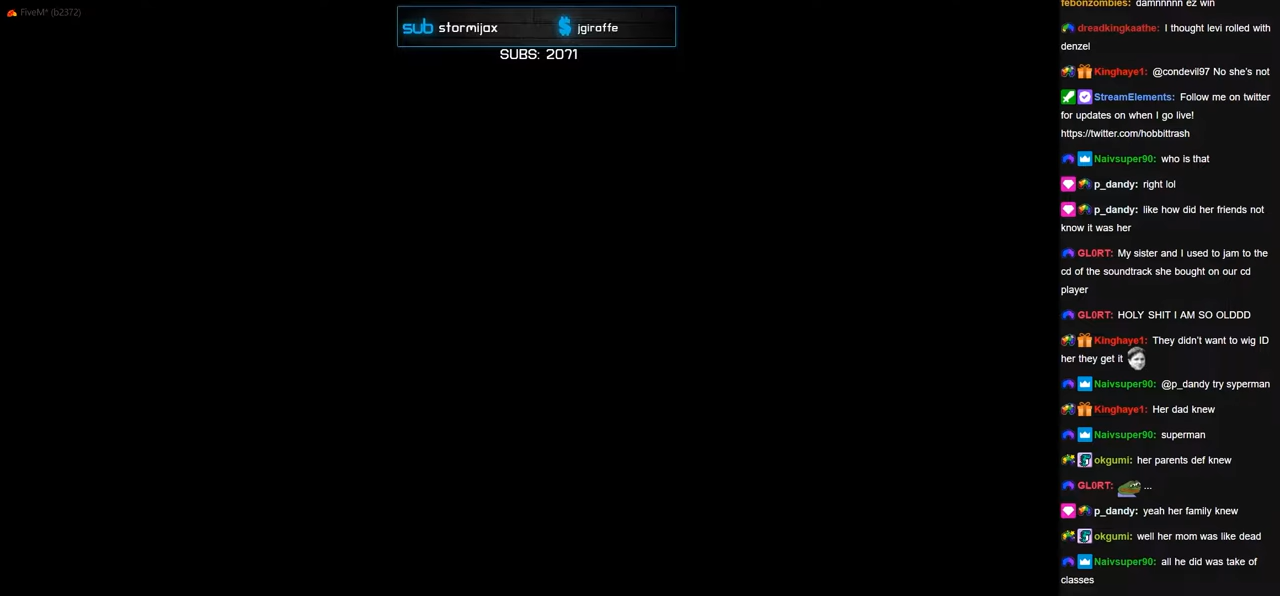 FiveM* (b2372)
sub stormijax $ jgiraffe
SUBS: 2071
febonzombies: damnnnnn ez win
dreadkingkaathe: I thought levi rolled with
denzel
Kinghaye1: @condevil97 No she's not
StreamElements: Follow me on twitter
for updates on when I go live!
https://twitter.com/hobbittrash
Naivsuper90: who is that
p_dandy: right lol
p_dandy: like how did her friends not
know it was her
GL0RT: My sister and I used to jam to the
cd of the soundtrack she bought on our cd
player
GL0RT: HOLY SHIT I AM SO OLDDD
Kinghaye1: They didn't want to wig ID
her they get it
Naivsuper90: @p_dandy try syperman
Kinghaye1: Her dad knew
Naivsuper90: superman
okgumi: her parents def knew
GL0RT: ...
p_dandy: yeah her family knew
okgumi: well her mom was like dead
Naivsuper90: all he did was take of
classes